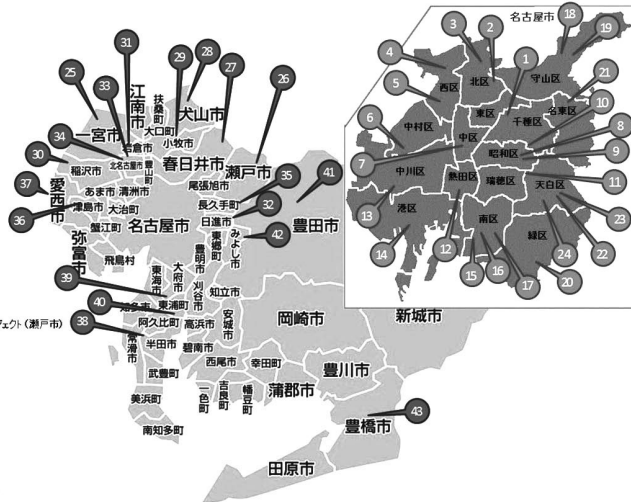 名古屋市
18
19
3
31
28
2
29
4
1
25
27
33
江南市
扶桑町
26
21
5
北区
守山区
犬山市
西区
大口町
東区
名東区
10
34
一宮市
岩倉市
小牧市
千種区
6
中村区
8
北名古屋市
豊山町
春日井市
瀬戸市
中区
昭和区
9
30
稲沢市
35
7
37
尾張旭市
41
中川区
熱田区
瑞穂区
天白区
11
愛西市
あま市
清洲市
長久手町
36
津島市
大治町
名古屋市
日進市
32
豊田市
13
港区
23
蟹江町
東郷町
みよし市
42
南区
弥富市
豊明市
14
12
緑区
24
22
飛島村
15
16
17
20
39
東海市
大府市
刈谷市
知立市
40
知多市
東浦町
安城市
岡崎市
新城市
フェクト(瀬戸市)
38
阿久比町
高浜市
常滑市
半田市
碧南市
武豊町
西尾市
幸田町
豊川市
美浜町
一色町
吉良町
幡豆町
蒲郡市
43
南知多町
豊橋市
田原市